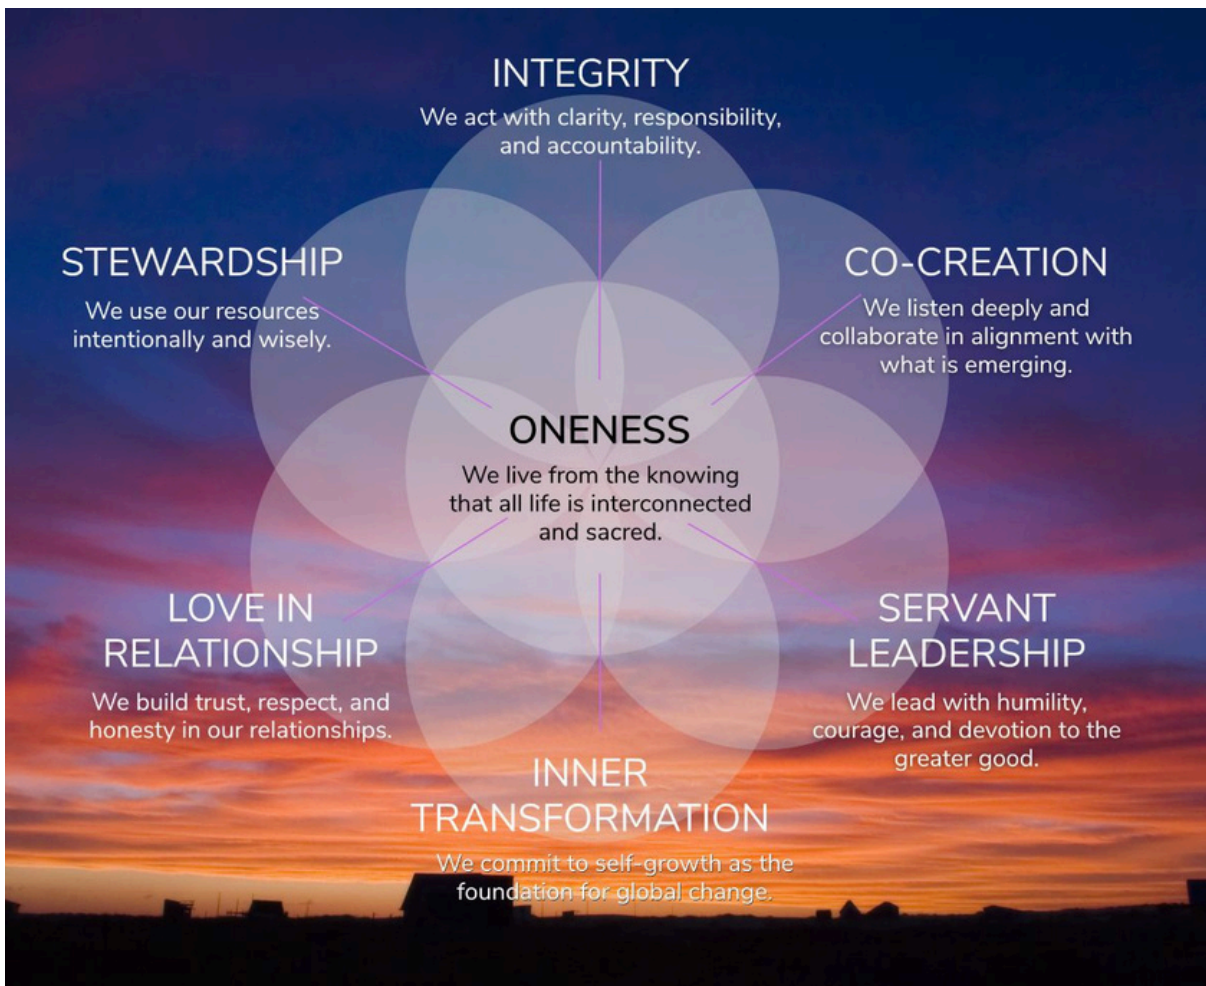 INTEGRITY
We act with clarity, responsibility,
and accountability.
STEWARDSHIP
We use our resources
intentionally and wisely.
CO-CREATION
We listen deeply and
collaborate in alignment with
what is emerging.
ONENESS
We live from the knowing
that all life is interconnected
and sacred.
LOVE IN
RELATIONSHIP
We build trust, respect, and
honesty in our relationships.
SERVANT
LEADERSHIP
We lead with humility,
courage, and devotion to the
greater good.
INNER
TRANSFORMATION
We commit to self-growth as the
foundation for global change.